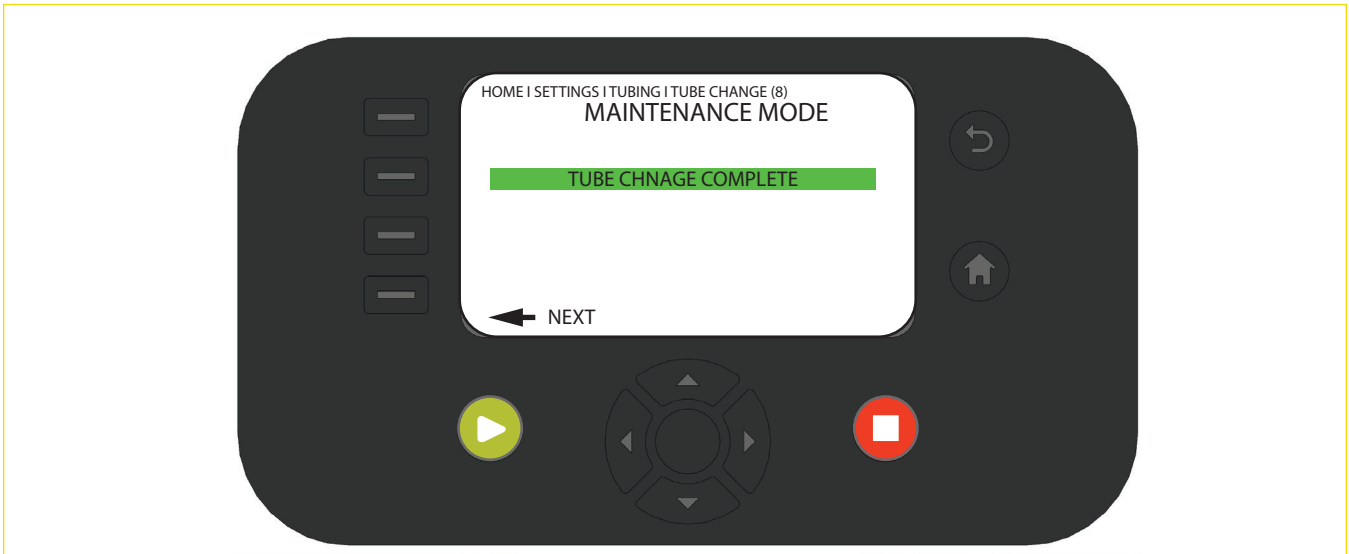 HOME I SETTINGS I TUBING I TUBE CHANGE (8)
MAINTENANCE MODE
TUBE CHNAGE COMPLETE
NEXT